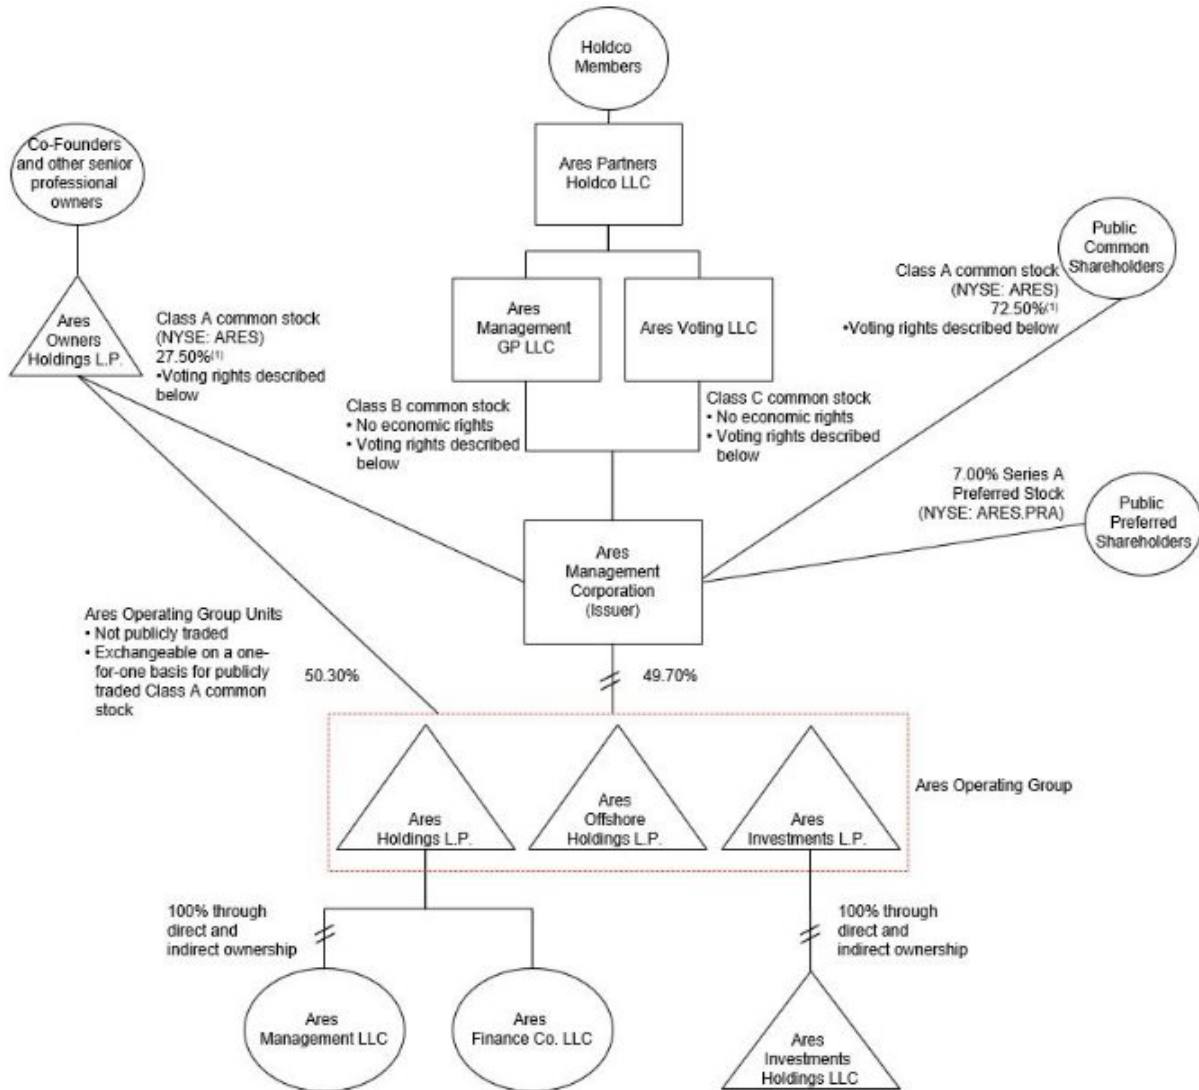 Holdco
Members
Co-Founders
and other senior
professional
owners
Ares Partners
Holdco LLC
Public
Common
Shareholders
Class A common stock
(NYSE: ARES)
72.50%(1)
•Voting rights described below
Ares
Owners
Holdings L.P.
Class A common stock
(NYSE: ARES)
27.50%(1)
•Voting rights described
below
Ares
Management
GP LLC
Ares Voting LLC
Class B common stock
• No economic rights
• Voting rights described
below
Class C common stock
• No economic rights
• Voting rights described
below
7.00% Series A
Preferred Stock
(NYSE: ARES.PRA)
Public
Preferred
Shareholders
Ares
Management
Corporation
(Issuer)
Ares Operating Group Units
• Not publicly traded
• Exchangeable on a one-
for-one basis for publicly
traded Class A common
stock
50.30%
49.70%
Ares
Holdings L.P.
Ares
Offshore
Holdings L.P.
Ares
Investments L.P.
Ares Operating Group
100% through
direct and
indirect ownership
100% through
direct and
indirect ownership
Ares
Management LLC
Ares
Finance Co. LLC
Ares
Investments
Holdings LLC